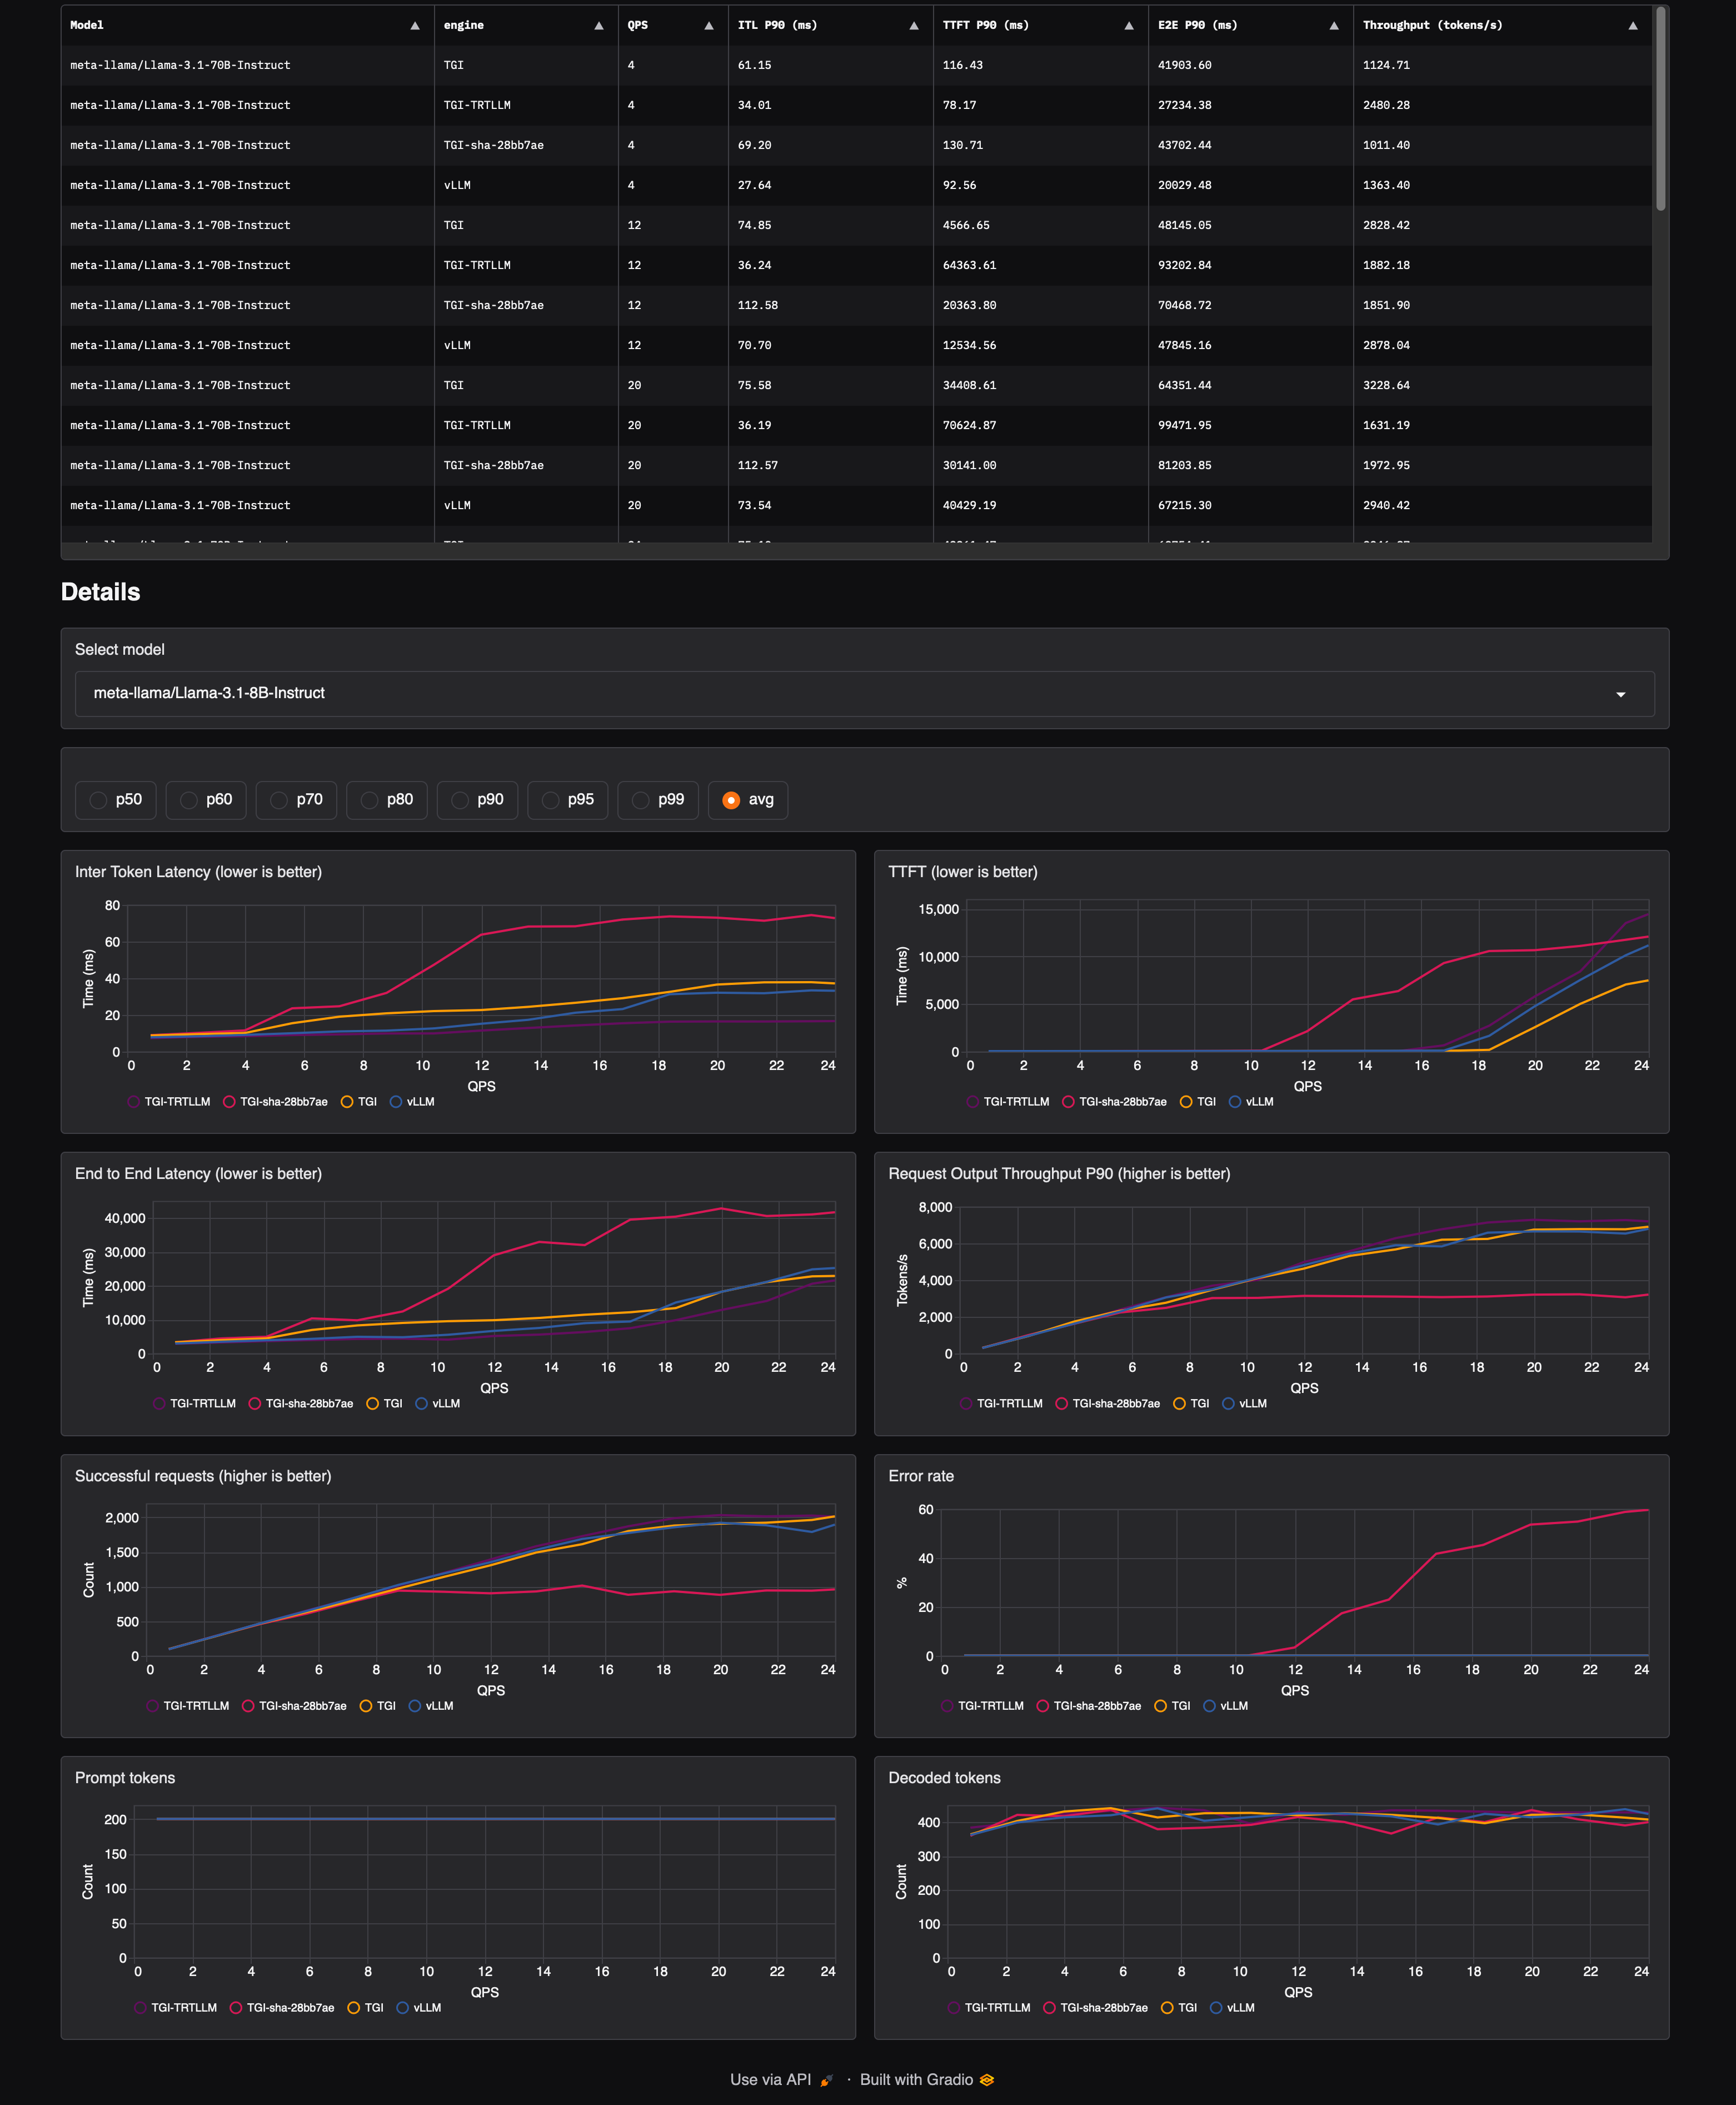 Model ▲ engine ▲ QPS ▲ ITL P90 (ms) ▲ TTFT P90 (ms) ▲ E2E P90 (ms) ▲ Throughput (tokens/s) ▲
meta-llama/Llama-3.1-70B-Instruct TGI 4 61.15 116.43 41903.60 1124.71
meta-llama/Llama-3.1-70B-Instruct TGI-TRTLLM 4 34.01 78.17 27234.38 2480.28
meta-llama/Llama-3.1-70B-Instruct TGI-sha-28bb7ae 4 69.20 130.71 43702.44 1011.40
meta-llama/Llama-3.1-70B-Instruct vLLM 4 27.64 92.56 20029.48 1363.40
meta-llama/Llama-3.1-70B-Instruct TGI 12 74.85 4566.65 48145.05 2828.42
meta-llama/Llama-3.1-70B-Instruct TGI-TRTLLM 12 36.24 64363.61 93202.84 1882.18
meta-llama/Llama-3.1-70B-Instruct TGI-sha-28bb7ae 12 112.58 20363.80 70468.72 1851.90
meta-llama/Llama-3.1-70B-Instruct vLLM 12 70.70 12534.56 47845.16 2878.04
meta-llama/Llama-3.1-70B-Instruct TGI 20 75.58 34408.61 64351.44 3228.64
meta-llama/Llama-3.1-70B-Instruct TGI-TRTLLM 20 36.19 70624.87 99471.95 1631.19
meta-llama/Llama-3.1-70B-Instruct TGI-sha-28bb7ae 20 112.57 30141.00 81203.85 1972.95
meta-llama/Llama-3.1-70B-Instruct vLLM 20 73.54 40429.19 67215.30 2940.42
Details
Select model
meta-llama/Llama-3.1-8B-Instruct
p50 p60 p70 p80 p90 p95 p99 avg
Inter Token Latency (lower is better)
80
60
40
20
0
Time (ms)
0 2 4 6 8 10 12 14 16 18 20 22 24
QPS
TGI-TRTLLM TGI-sha-28bb7ae TGI vLLM
TTFT (lower is better)
15,000
10,000
5,000
0
Time (ms)
0 2 4 6 8 10 12 14 16 18 20 22 24
QPS
TGI-TRTLLM TGI-sha-28bb7ae TGI vLLM
End to End Latency (lower is better)
40,000
30,000
20,000
10,000
0
Time (ms)
0 2 4 6 8 10 12 14 16 18 20 22 24
QPS
TGI-TRTLLM TGI-sha-28bb7ae TGI vLLM
Request Output Throughput P90 (higher is better)
8,000
6,000
4,000
2,000
0
Tokens/s
0 2 4 6 8 10 12 14 16 18 20 22 24
QPS
TGI-TRTLLM TGI-sha-28bb7ae TGI vLLM
Successful requests (higher is better)
2,000
1,500
1,000
500
0
Count
0 2 4 6 8 10 12 14 16 18 20 22 24
QPS
TGI-TRTLLM TGI-sha-28bb7ae TGI vLLM
Error rate
60
40
20
0
%
0 2 4 6 8 10 12 14 16 18 20 22 24
QPS
TGI-TRTLLM TGI-sha-28bb7ae TGI vLLM
Prompt tokens
200
150
100
50
0
Count
0 2 4 6 8 10 12 14 16 18 20 22 24
QPS
TGI-TRTLLM TGI-sha-28bb7ae TGI vLLM
Decoded tokens
400
300
200
100
0
Count
0 2 4 6 8 10 12 14 16 18 20 22 24
QPS
TGI-TRTLLM TGI-sha-28bb7ae TGI vLLM
Use via API · Built with Gradio